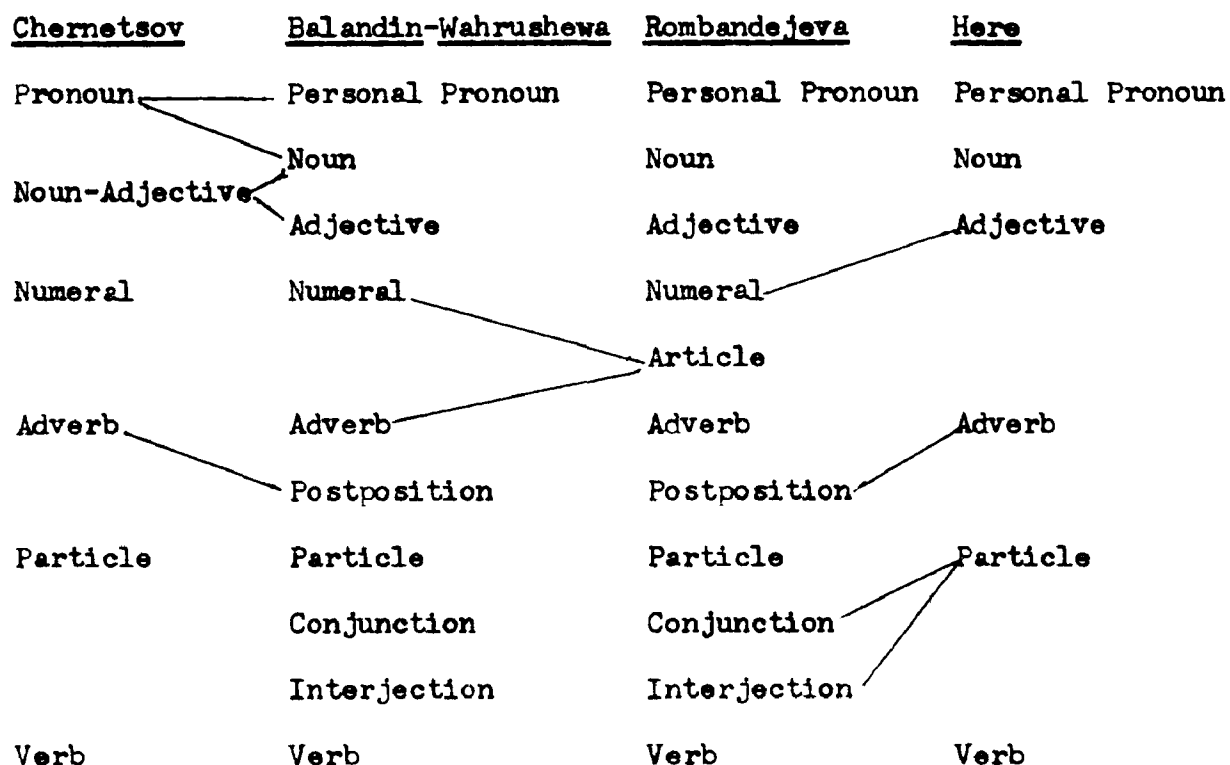 Chernetsov Balandin-Wahrushewa Rombandejeva Here
Pronoun Personal Pronoun Personal Pronoun Personal Pronoun
Noun Noun Noun
Noun-Adjective
Adjective Adjective Adjective
Numeral Numeral Numeral
Article
Adverb Adverb Adverb Adverb
Postposition Postposition
Particle Particle Particle Particle
Conjunction Conjunction
Interjection Interjection
Verb Verb Verb Verb